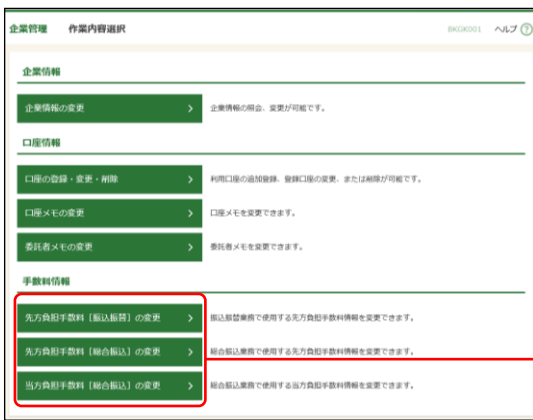 企業管理 作業内容選択 BKGK001 ヘルプ ?
企業情報
企業情報の変更 企業情報の照会、変更が可能です。
口座情報
口座の登録・変更・削除 利用口座の追加登録、登録口座の変更、または削除が可能です。
口座メモの変更 口座メモを変更できます。
委託者メモの変更 委託者メモを変更できます。
手数料情報
先方負担手数料［振込振替］の変更 振込振替業務で使用する先方負担手数料情報を変更できます。
先方負担手数料［総合振込］の変更 総合振込業務で使用する先方負担手数料情報を変更できます。
当方負担手数料［総合振込］の変更 総合振込業務で使用する当方負担手数料情報を変更できます。